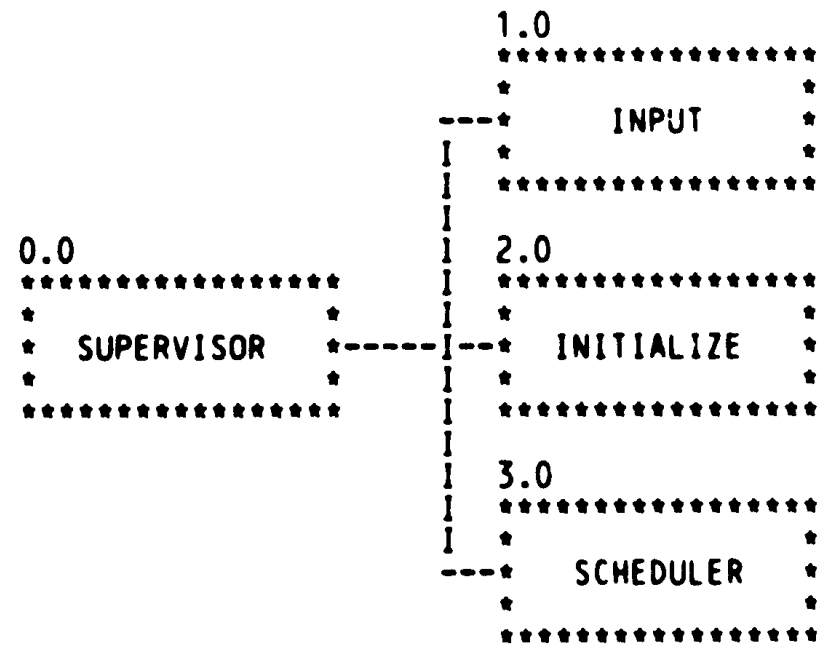 1.0
INPUT
0.0
SUPERVISOR
2.0
INITIALIZE
3.0
SCHEDULER